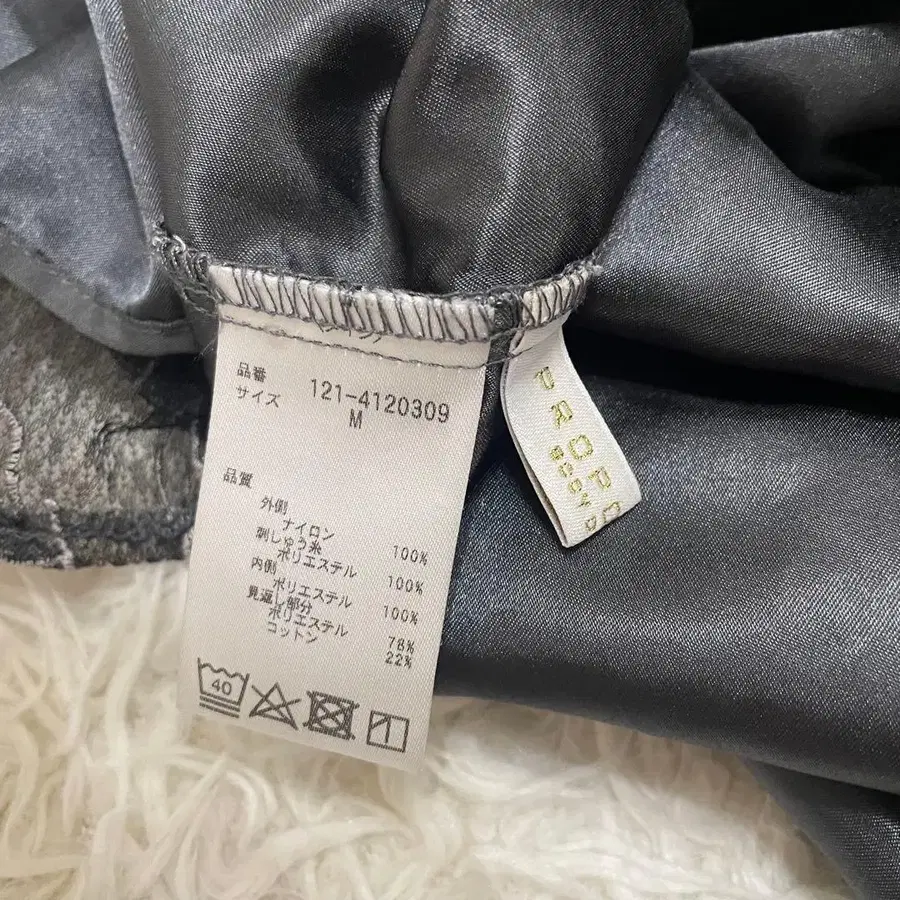 品番 121-4120309
サイズ M
品質
外側
ナイロン 100%
刺しゅう糸
ポリエステル 100%
内側
ポリエステル 100%
見返し部分
ポリエステル 78%
コットン 22%
40